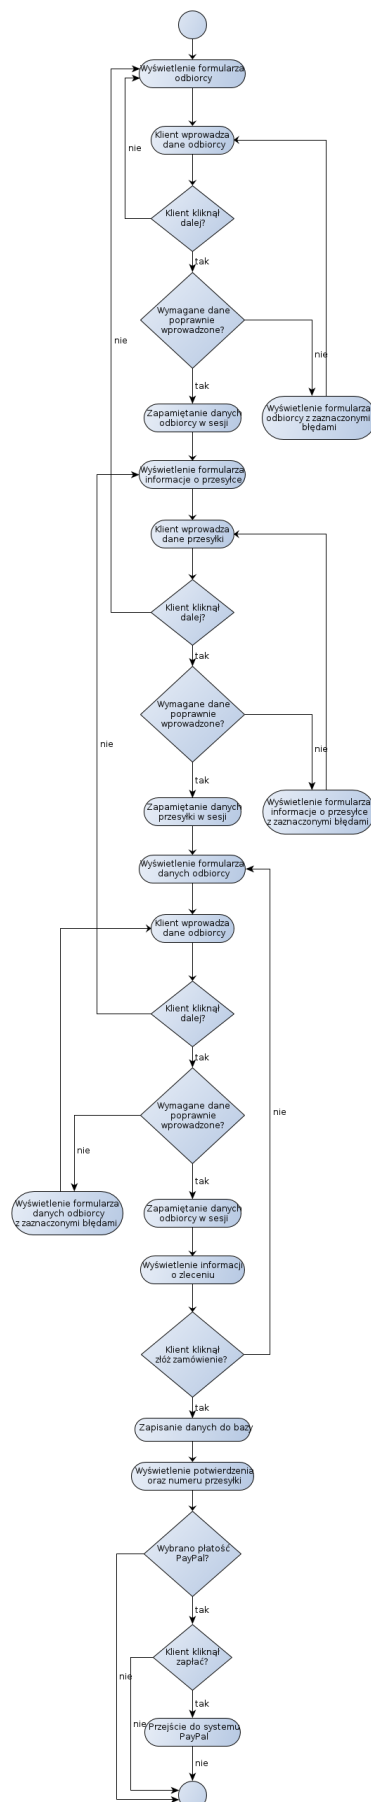 Wyświetlenie formularza
odbiorcy
Klient wprowadza
dane odbiorcy
nie
Klient kliknął
dalej?
tak
Wymagane dane
poprawnie
wprowadzone?
nie
nie
tak
Zapamiętanie danych
odbiorcy w sesji
Wyświetlenie formularza
odbiorcy z zaznaczonymi
błędami
Wyświetlenie formularza
informacje o przesyłce
Klient wprowadza
dane przesyłki
Klient kliknął
dalej?
tak
Wymagane dane
poprawnie
wprowadzone?
nie
nie
tak
Zapamiętanie danych
przesyłki w sesji
Wyświetlenie formularza
informacje o przesyłce
z zaznaczonymi błędami
Wyświetlenie formularza
danych odbiorcy
Klient wprowadza
dane odbiorcy
Klient kliknął
dalej?
tak
Wymagane dane
poprawnie
wprowadzone?
nie
nie
tak
Wyświetlenie formularza
danych odbiorcy
z zaznaczonymi błędami
Zapamiętanie danych
odbiorcy w sesji
Wyświetlenie informacji
o zleceniu
Klient kliknął
złóż zamówienie?
tak
Zapisanie danych do bazy
Wyświetlenie potwierdzenia
oraz numeru przesyłki
Wybrano płatość
PayPal?
tak
Klient kliknął
zapłać?
nie
tak
nie
Przejście do systemu
PayPal
nie